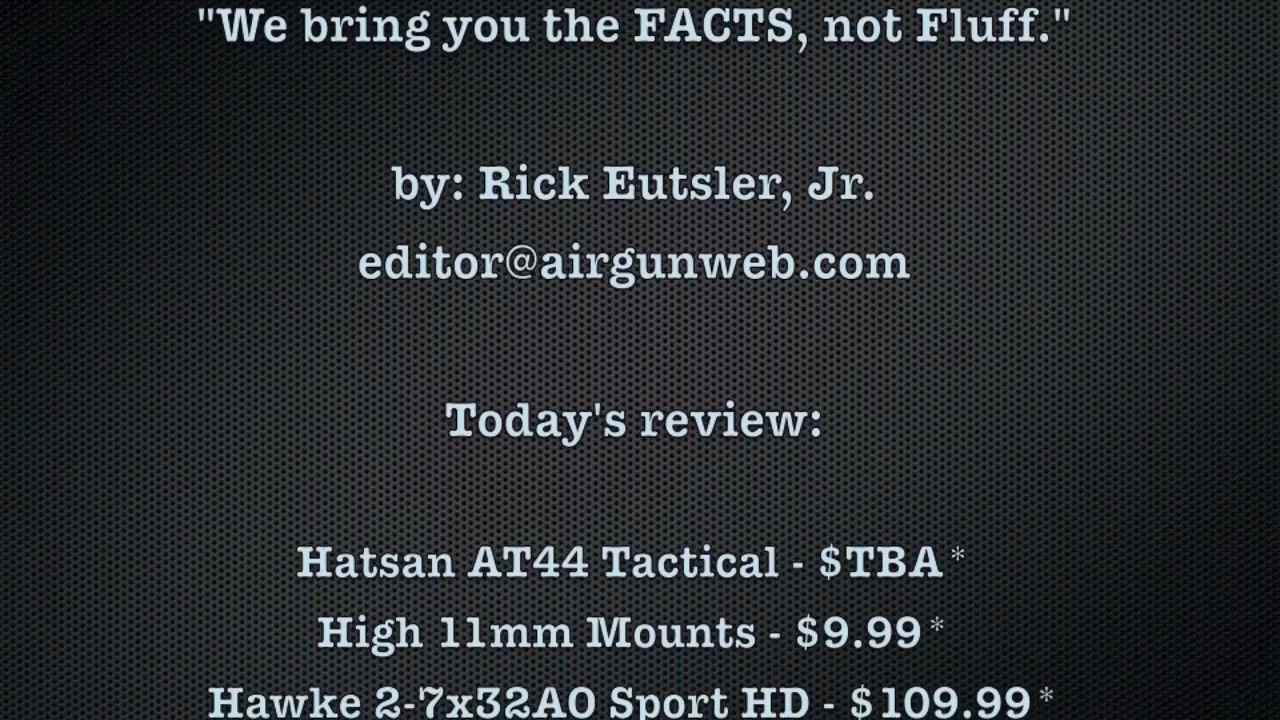 "We bring you the FACTS, not Fluff."
by: Rick Eutsler, Jr.
editor@airgunweb.com
Today's review:
Hatsan AT44 Tactical - $TBA*
High 11mm Mounts - $9.99*
Hawke 2-7x32AO Sport HD - $109.99*